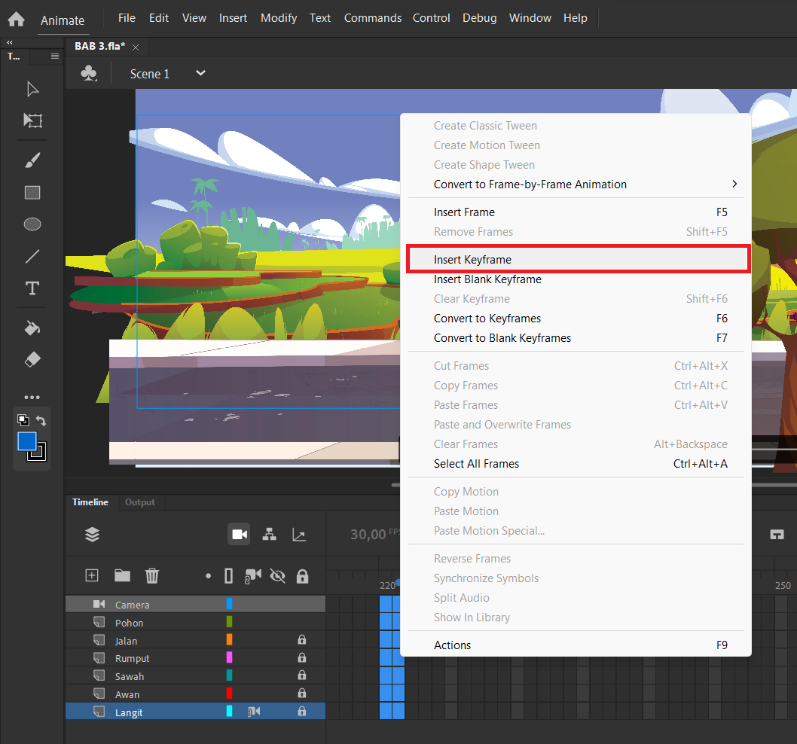 Animate File Edit View Insert Modify Text Commands Control Debug Window Help
T...
BAB 3.fla*
Scene 1
Create Classic Tween
Create Motion Tween
Create Shape Tween
Convert to Frame-by-Frame Animation
Insert Frame F5
Remove Frames Shift+F5
Insert Keyframe
Insert Blank Keyframe
Clear Keyframe Shift+F6
Convert to Keyframes F6
Convert to Blank Keyframes F7
Cut Frames Ctrl+Alt+X
Copy Frames Ctrl+Alt+C
Paste Frames Ctrl+Alt+V
Paste and Overwrite Frames
Clear Frames Alt+Backspace
Select All Frames Ctrl+Alt+A
Copy Motion
Paste Motion
Paste Motion Special...
Reverse Frames
Synchronize Symbols
Split Audio
Show In Library
Actions F9
Timeline Output
30,00 FPS
220 250
Camera
Pohon
Jalan
Rumput
Sawah
Awan
Langit